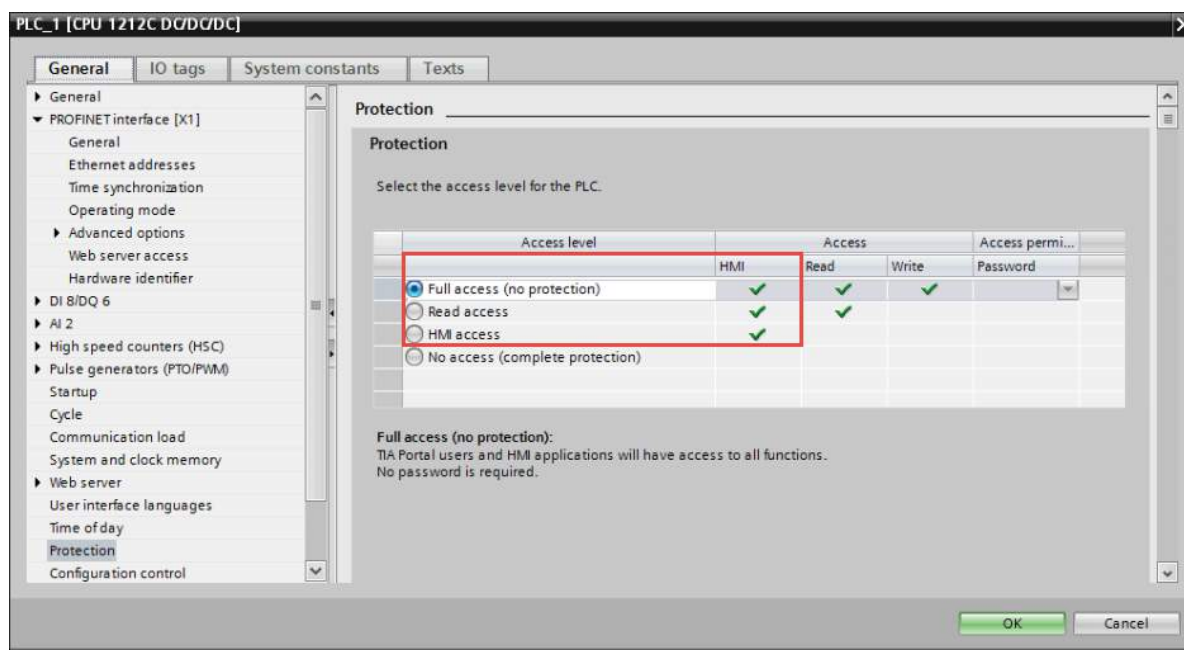 PLC_1 [CPU 1212C DC/DC/DC]
General IO tags System constants Texts
General
PROFINET interface [X1]
General
Ethernet addresses
Time synchronization
Operating mode
Advanced options
Web server access
Hardware identifier
DI 8/DQ 6
AI 2
High speed counters (HSC)
Pulse generators (PTO/PWM)
Startup
Cycle
Communication load
System and clock memory
Web server
User interface languages
Time of day
Protection
Configuration control
Protection
Protection
Select the access level for the PLC.
Access level Access Access permi...
HMI Read Write Password
Full access (no protection)
Read access
HMI access
No access (complete protection)
Full access (no protection):
TIA Portal users and HMI applications will have access to all functions.
No password is required.
OK Cancel